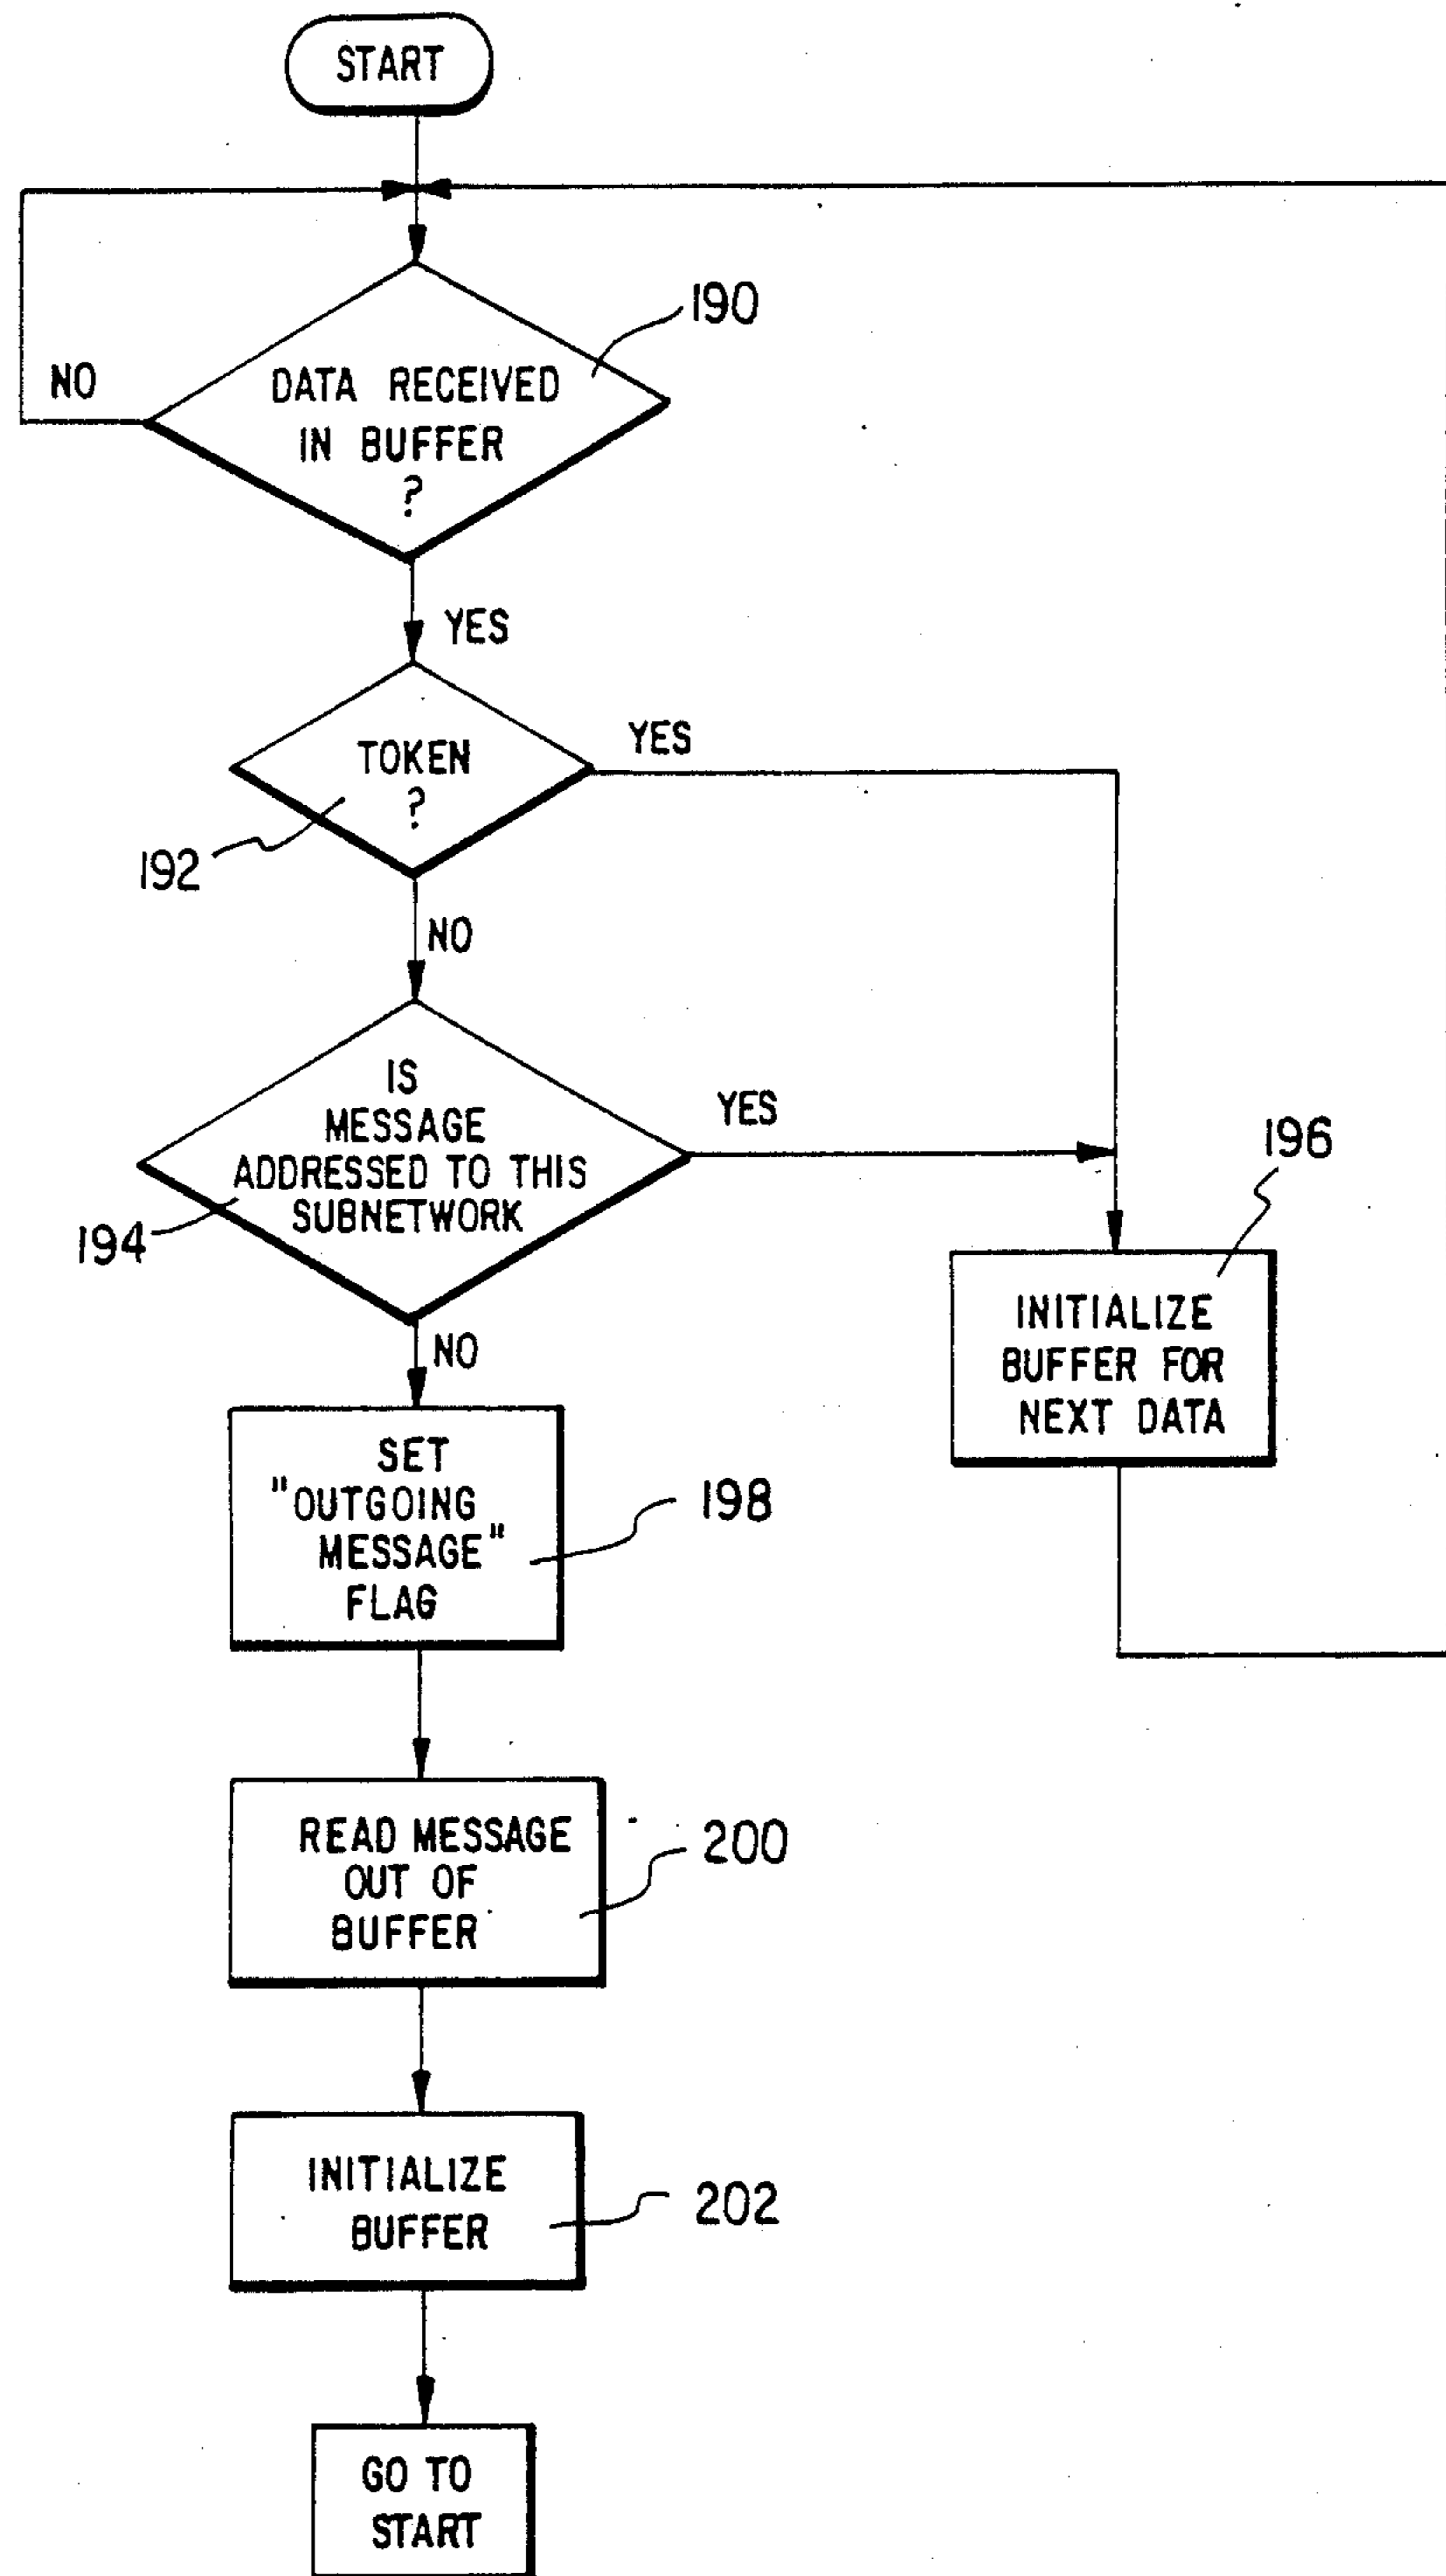 START
190
NO
DATA RECEIVED
IN BUFFER
?
YES
TOKEN
?
YES
192
NO
IS
MESSAGE
ADDRESSED TO THIS
SUBNETWORK
YES
194
196
INITIALIZE
BUFFER FOR
NEXT DATA
NO
SET
"OUTGOING
MESSAGE"
FLAG
198
READ MESSAGE
OUT OF
BUFFER
200
INITIALIZE
BUFFER
202
GO TO
START